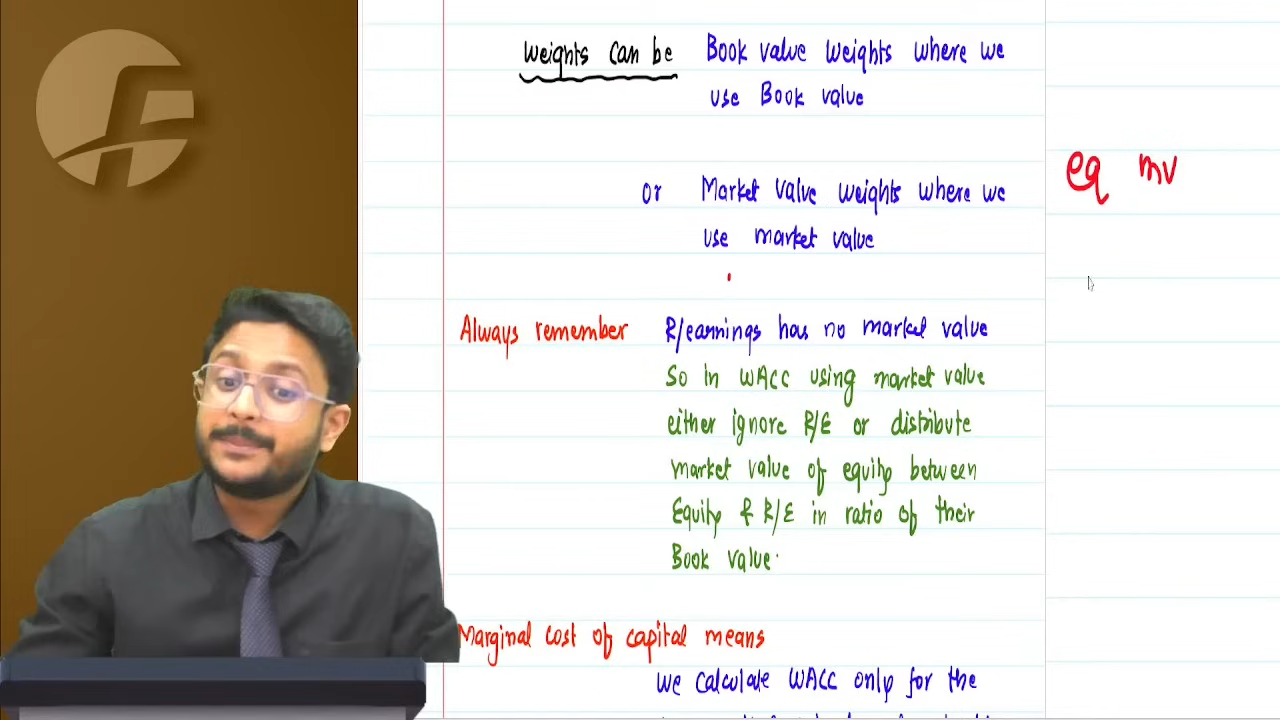 Weights can be Book value weights where we
use Book value
eq mv
or Market value weights where we
use market value
Always remember R/earnings has no market value
So in WACC using market value
either ignore R/E or distribute
market value of equity between
Equity & R/E in ratio of their
Book value.
Marginal cost of capital means
We calculate WACC only for the